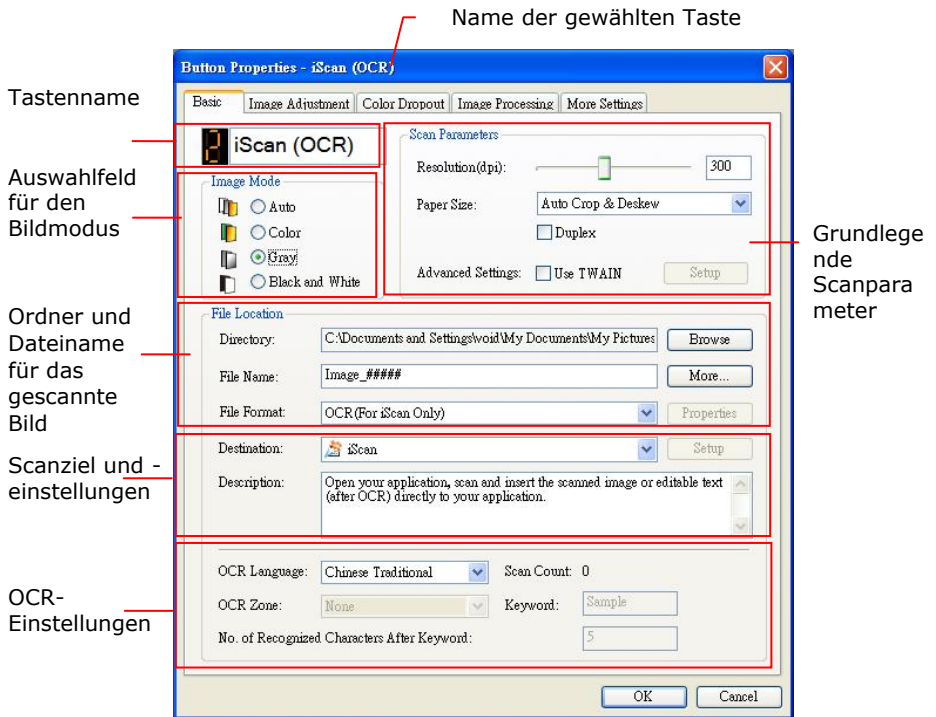 Name der gewählten Taste
Button Properties - iScan (OCR)
Tastenname
Basic Image Adjustment Color Dropout Image Processing More Settings
2 iScan (OCR)
Auswahlfeld
für den
Bildmodus
Image Mode
Auto
Color
Gray
Black and White
Scan Parameters
Resolution(dpi): 300
Paper Size: Auto Crop & Deskew
Duplex
Advanced Settings: Use TWAIN Setup
Grundlege
nde
Scanpara
meter
Ordner und
Dateiname
für das
gescannte
Bild
File Location
Directory: C:\Documents and Settings\void\My Documents\My Pictures Browse
File Name: Image_##### More...
File Format: OCR(For iScan Only) Properties
Scanziel und -
einstellungen
Destination: iScan Setup
Description: Open your application, scan and insert the scanned image or editable text
(after OCR) directly to your application.
OCR-
Einstellungen
OCR Language: Chinese Traditional Scan Count: 0
OCR Zone: None Keyword: Sample
No. of Recognized Characters After Keyword: 5
OK Cancel